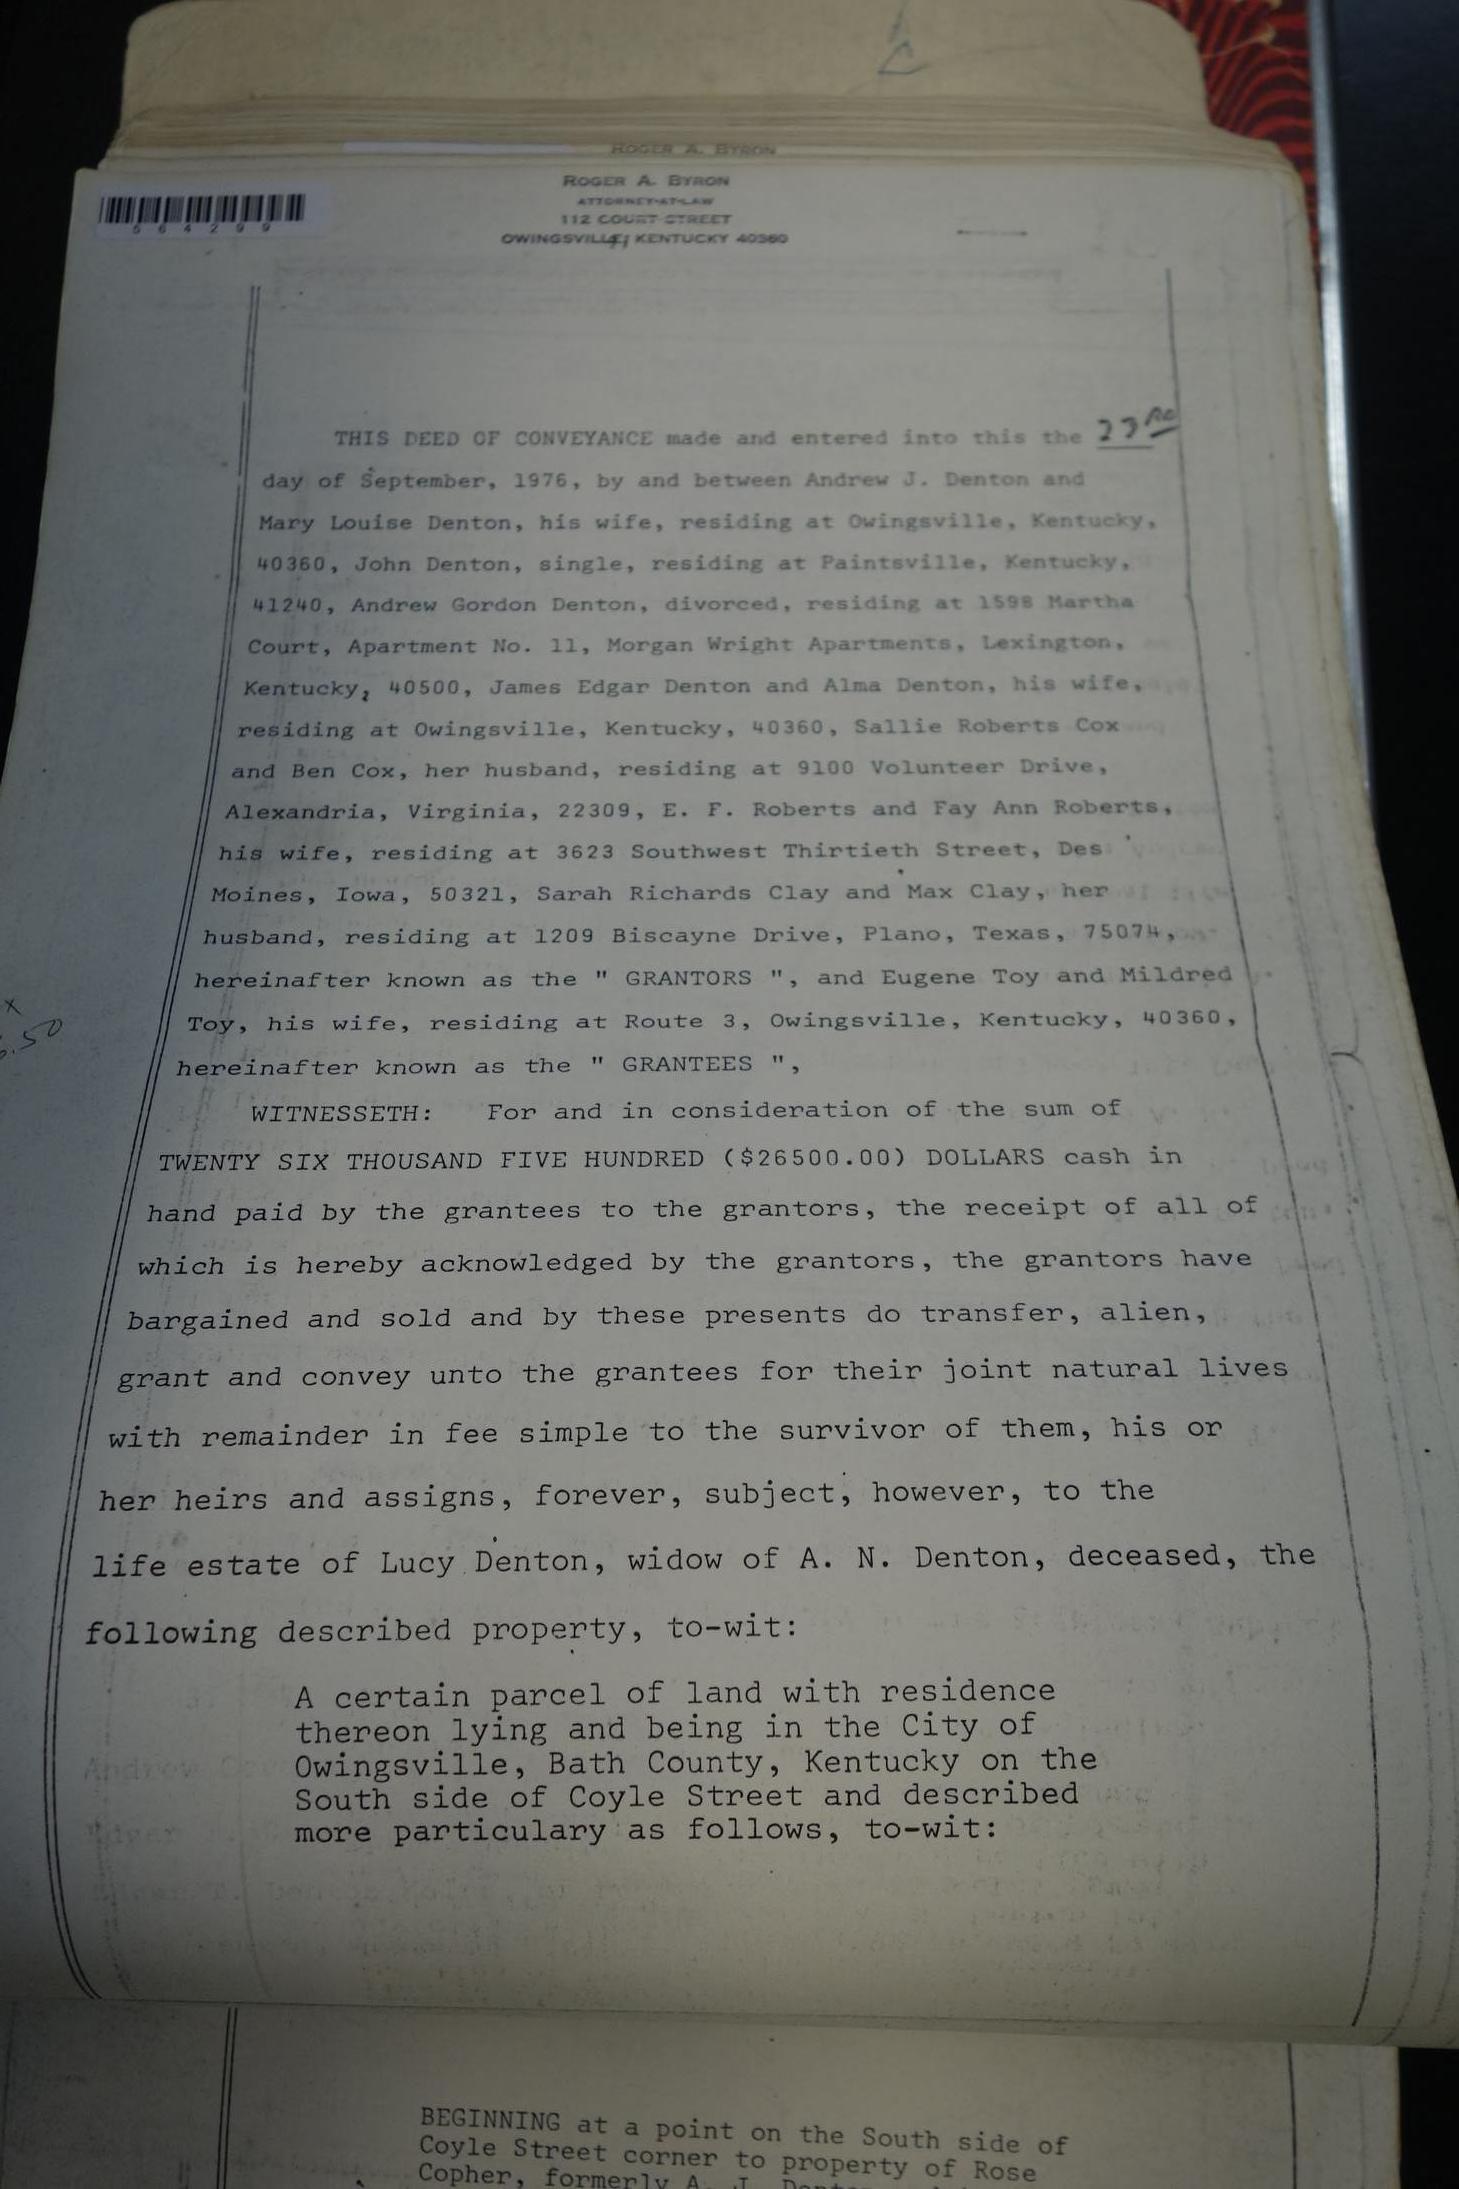 ROGER A. BYRON
ROGER A. BYRON
ATTORNEY-AT-LAW
112 COURT STREET
OWINGSVILLE, KENTUCKY 40360
564299
THIS DEED OF CONVEYANCE made and entered into this the 23RD
day of September, 1976, by and between Andrew J. Denton and
Mary Louise Denton, his wife, residing at Owingsville, Kentucky,
40360, John Denton, single, residing at Paintsville, Kentucky,
41240, Andrew Gordon Denton, divorced, residing at 1598 Martha
Court, Apartment No. 11, Morgan Wright Apartments, Lexington,
Kentucky, 40500, James Edgar Denton and Alma Denton, his wife,
residing at Owingsville, Kentucky, 40360, Sallie Roberts Cox
and Ben Cox, her husband, residing at 9100 Volunteer Drive,
Alexandria, Virginia, 22309, E. F. Roberts and Fay Ann Roberts,
his wife, residing at 3623 Southwest Thirtieth Street, Des
Moines, Iowa, 50321, Sarah Richards Clay and Max Clay, her
husband, residing at 1209 Biscayne Drive, Plano, Texas, 75074,
hereinafter known as the " GRANTORS ", and Eugene Toy and Mildred
Toy, his wife, residing at Route 3, Owingsville, Kentucky, 40360,
hereinafter known as the " GRANTEES ",
WITNESSETH: For and in consideration of the sum of
TWENTY SIX THOUSAND FIVE HUNDRED ($26500.00) DOLLARS cash in
hand paid by the grantees to the grantors, the receipt of all of
which is hereby acknowledged by the grantors, the grantors have
bargained and sold and by these presents do transfer, alien,
grant and convey unto the grantees for their joint natural lives
with remainder in fee simple to the survivor of them, his or
her heirs and assigns, forever, subject, however, to the
life estate of Lucy Denton, widow of A. N. Denton, deceased, the
following described property, to-wit:
A certain parcel of land with residence
thereon lying and being in the City of
Owingsville, Bath County, Kentucky on the
South side of Coyle Street and described
more particulary as follows, to-wit:
BEGINNING at a point on the South side of
Coyle Street corner to property of Rose
Copher, formerly A. J.